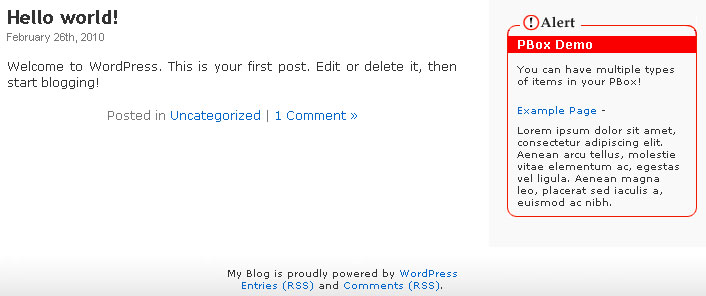 Hello world!
February 26th, 2010
Welcome to WordPress. This is your first post. Edit or delete it, then
start blogging!
Posted in Uncategorized | 1 Comment »
Alert
PBox Demo
You can have multiple types
of items in your PBox!
Example Page -
Lorem ipsum dolor sit amet,
consectetur adipiscing elit.
Aenean arcu tellus, molestie
vitae elementum ac, egestas
vel ligula. Aenean magna
leo, placerat sed iaculis a,
euismod ac nibh.
My Blog is proudly powered by WordPress
Entries (RSS) and Comments (RSS).